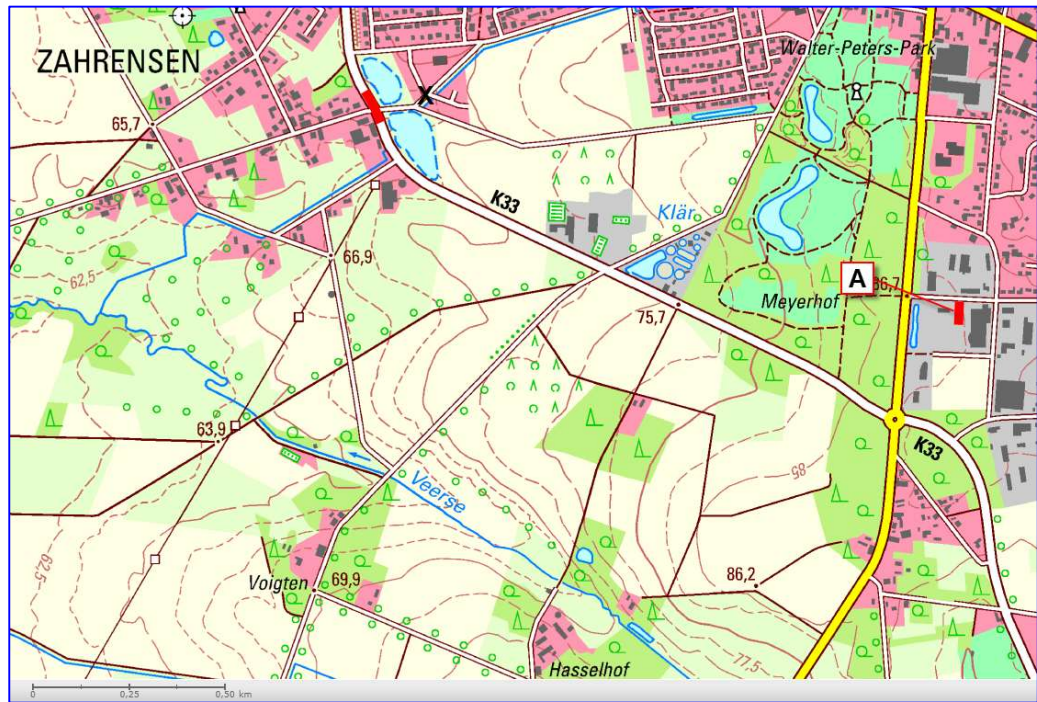 ZAHRENSEN
Walter-Peters-Park
X
65,7
K33
Klär
62,5
66,9
A
86,7
Meyerhof
75,7
63,9
K33
85
Veerse
62,5
Voigten
69,9
86,2
77,5
Hasselhof
0
0,25
0,50 km